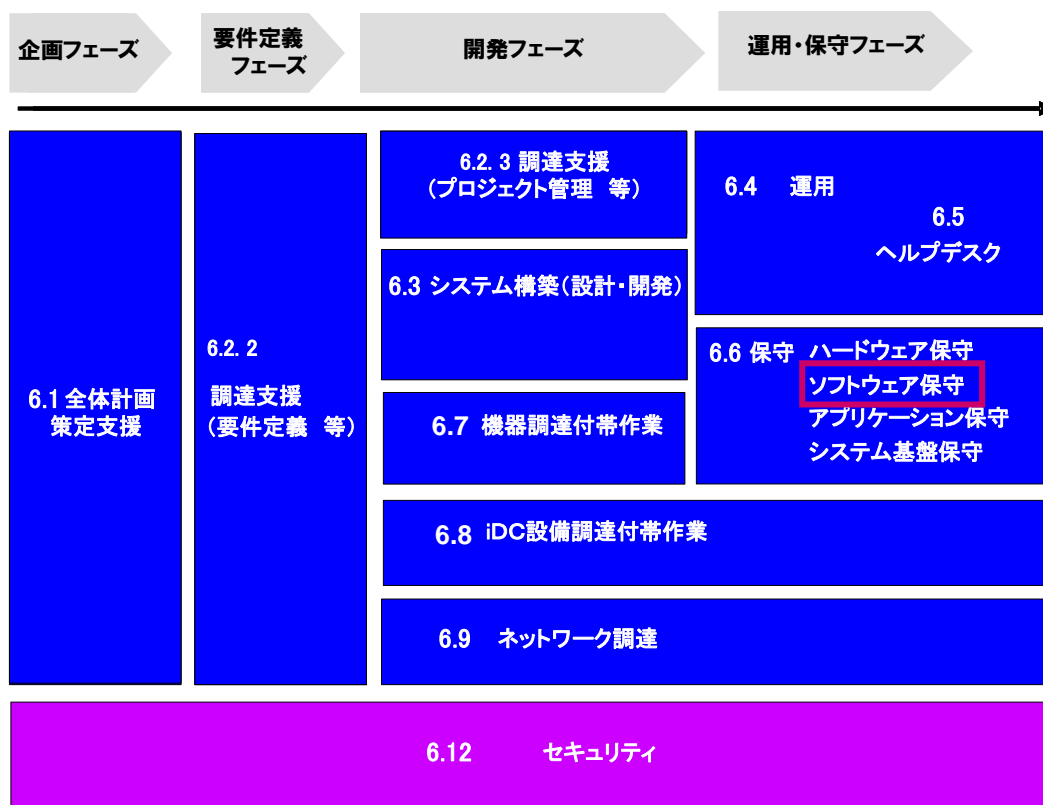 企画フェーズ
要件定義
フェーズ
開発フェーズ
運用・保守フェーズ
6.1 全体計画
策定支援
6.2. 2
調達支援
（要件定義　等）
6.2. 3 調達支援
（プロジェクト管理　等）
6.3 システム構築（設計・開発）
6.7 機器調達付帯作業
6.4　運用
6.5
ヘルプデスク
6.6 保守　ハードウェア保守
ソフトウェア保守
アプリケーション保守
システム基盤保守
6.8 iDC設備調達付帯作業
6.9　ネットワーク調達
6.12　セキュリティ